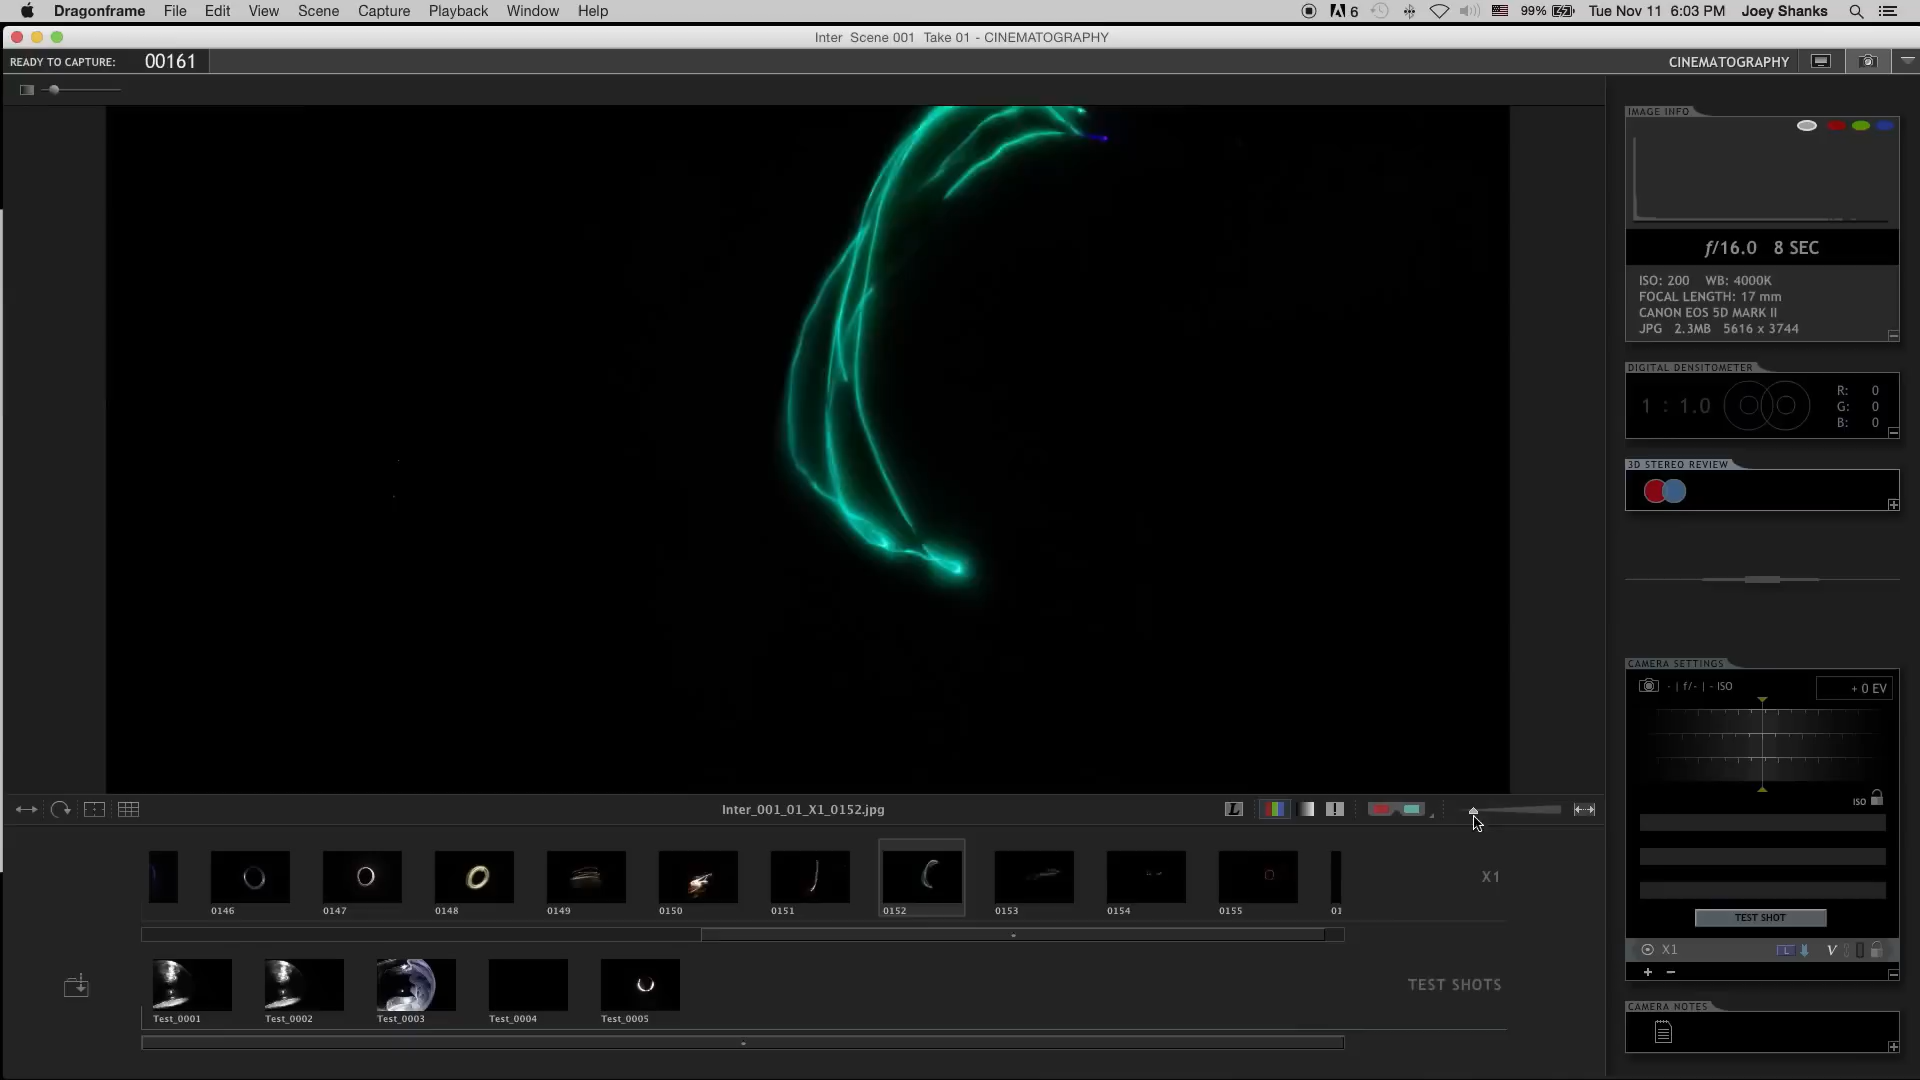 Dragonframe File Edit View Scene Capture Playback Window Help 6 99% Tue Nov 11 6:03 PM Joey Shanks
Inter Scene 001 Take 01 - CINEMATOGRAPHY
READY TO CAPTURE: 00161 CINEMATOGRAPHY
IMAGE INFO
f/16.0 8 SEC
ISO: 200 WB: 4000K
FOCAL LENGTH: 17 mm
CANON EOS 5D MARK II
JPG 2.3MB 5616 x 3744
DIGITAL DENSITOMETER
1 : 1.0
R: 0
G: 0
B: 0
3D STEREO REVIEW
CAMERA SETTINGS
- | f/- | - ISO + 0 EV
ISO
TEST SHOT
X1 L V
+ -
CAMERA NOTES
Inter_001_01_X1_0152.jpg L
X1
0146 0147 0148 0149 0150 0151 0152 0153 0154 0155 01
TEST SHOTS
Test_0001 Test_0002 Test_0003 Test_0004 Test_0005